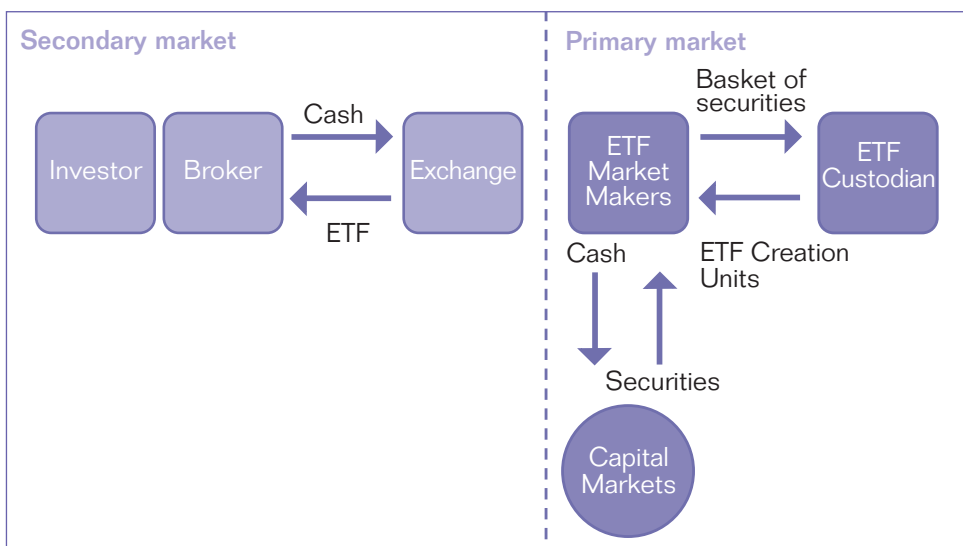 Secondary market
Investor
Broker
Cash
ETF
Exchange
Primary market
ETF
Market
Makers
Basket of
securities
ETF Creation
Units
ETF
Custodian
Cash
Securities
Capital
Markets